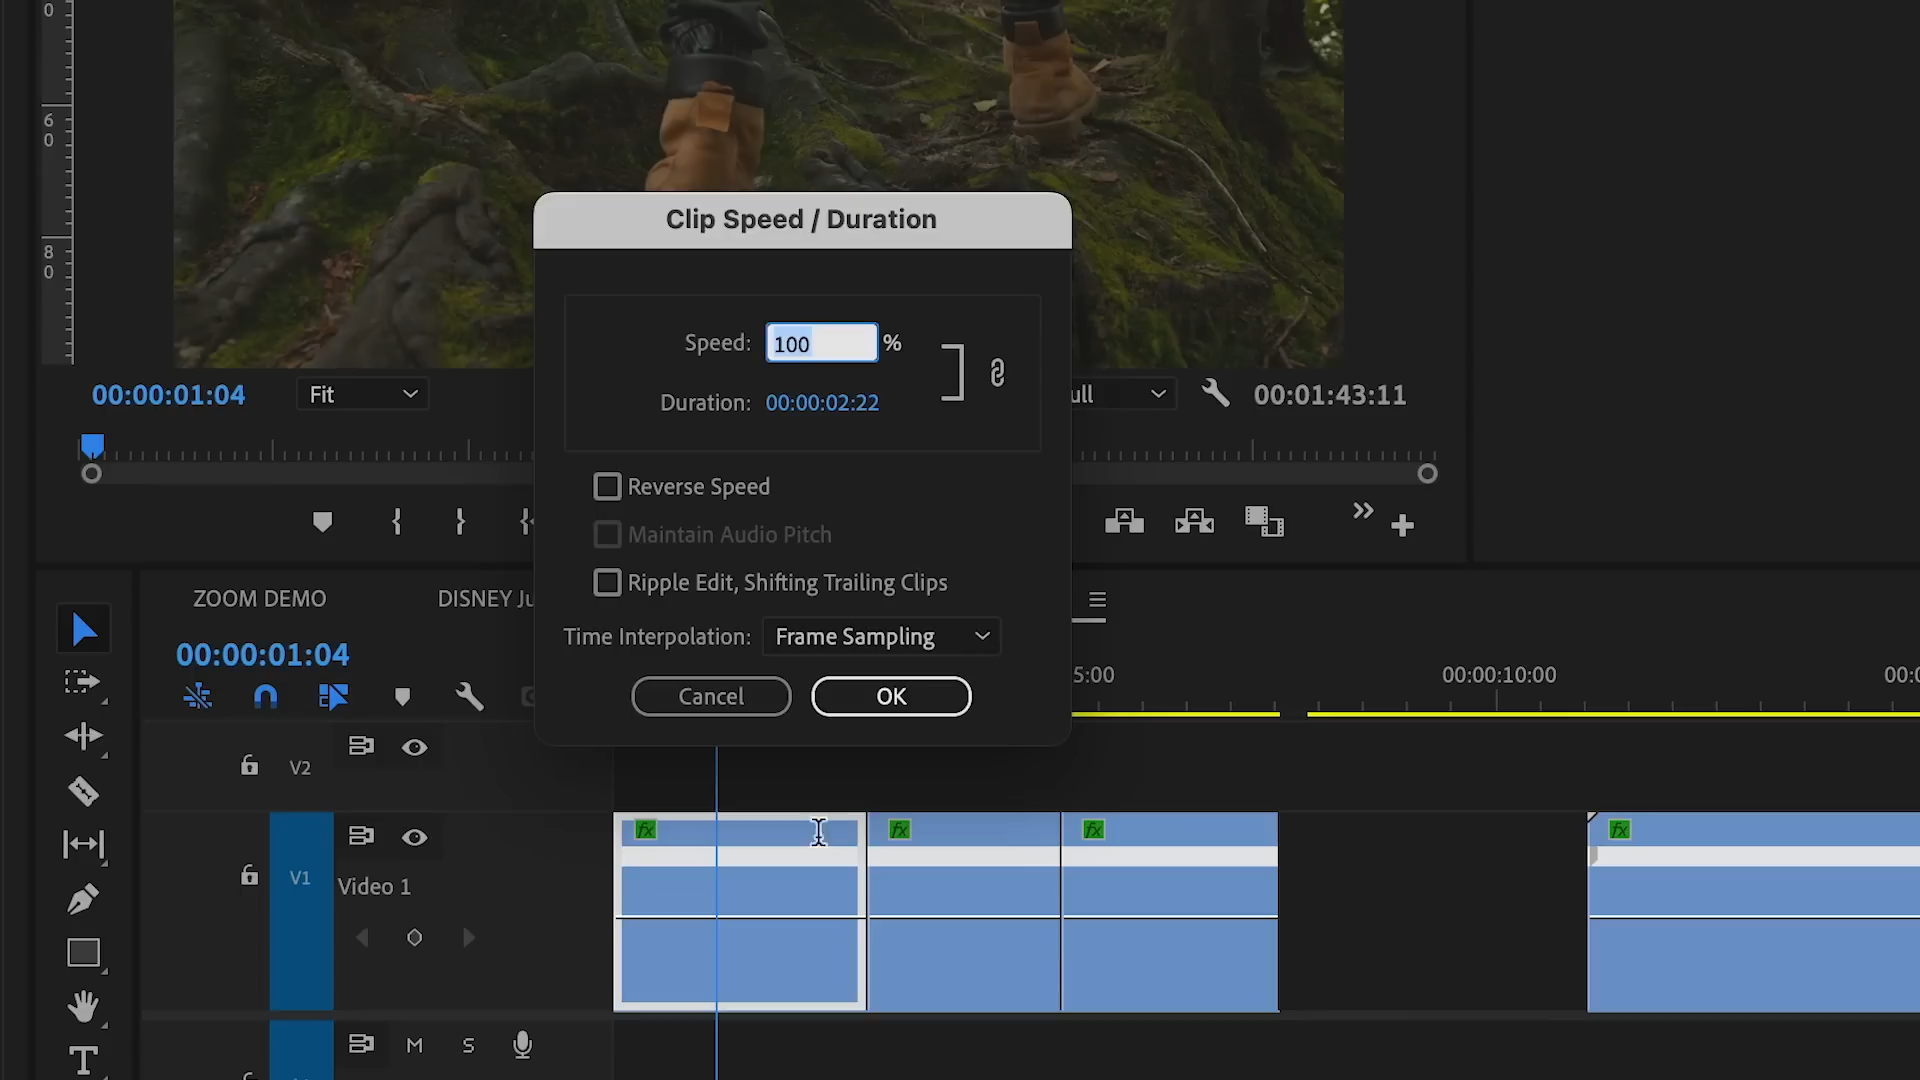 0
6
0
8
0
Clip Speed / Duration
Speed: 100 %
Duration: 00:00:02:22
00:00:01:04 Fit 00:01:43:11
Reverse Speed
Maintain Audio Pitch
Ripple Edit, Shifting Trailing Clips
ZOOM DEMO DISNEY Ju
Time Interpolation: Frame Sampling
00:00:01:04
5:00 00:00:10:00 00:0
Cancel OK
V2
fx fx fx fx
V1 Video 1
M S
T